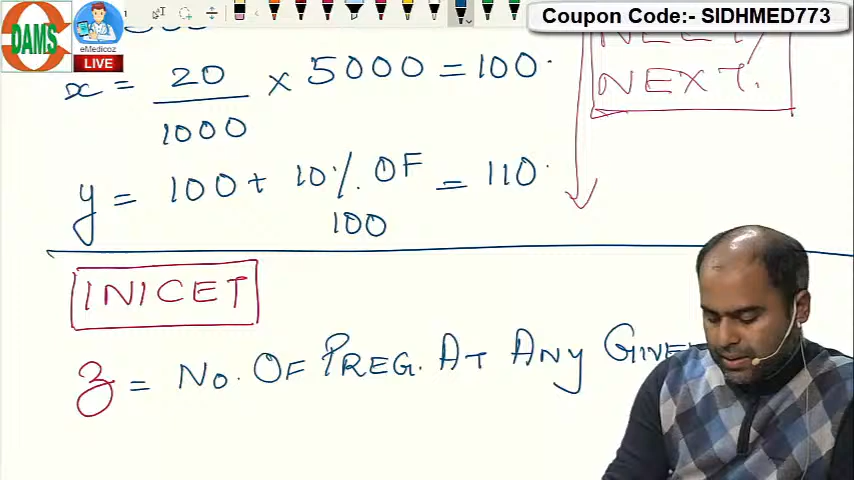 DAMS
eMedicoz
LIVE
Coupon Code:- SIDHMED773
NEXT.
x = 20/1000 × 5000 = 100.
y = 100 + 10% OF 100 = 110.
INICET
z = No. OF PREG. AT ANY GIVEN